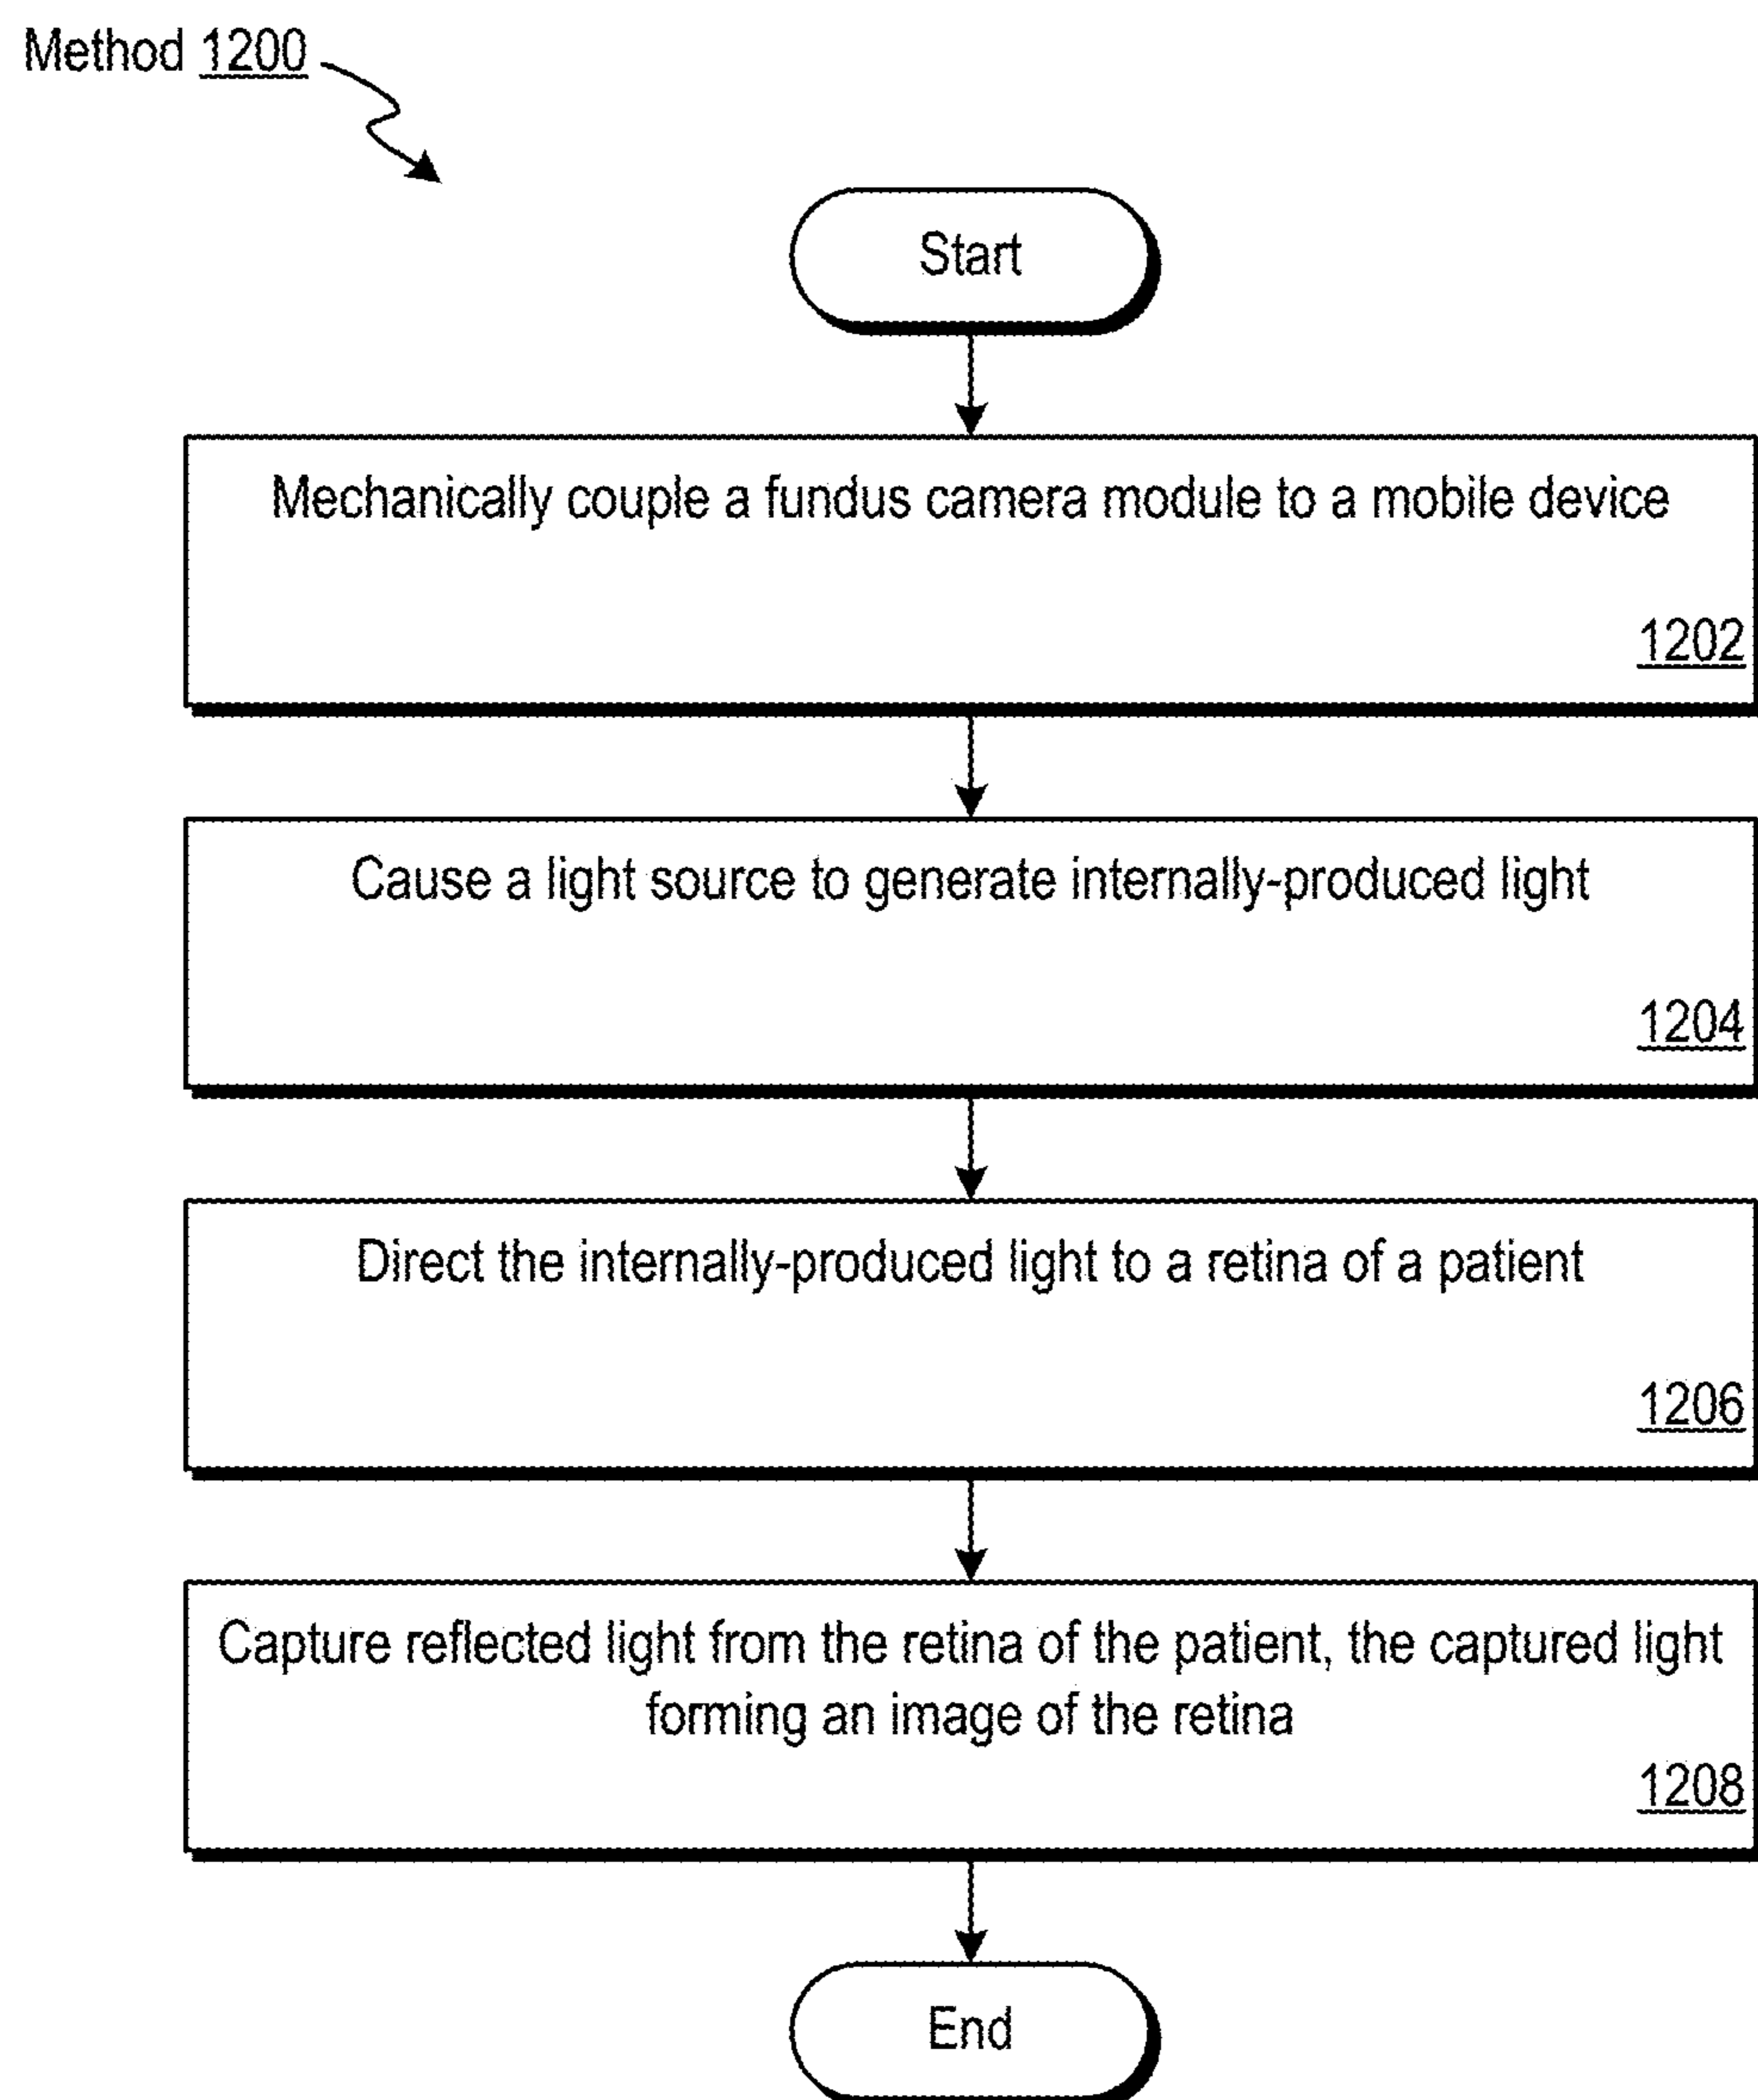 Method 1200
Start
Mechanically couple a fundus camera module to a mobile device
1202
Cause a light source to generate internally-produced light
1204
Direct the internally-produced light to a retina of a patient
1206
Capture reflected light from the retina of the patient, the captured light
forming an image of the retina
1208
End